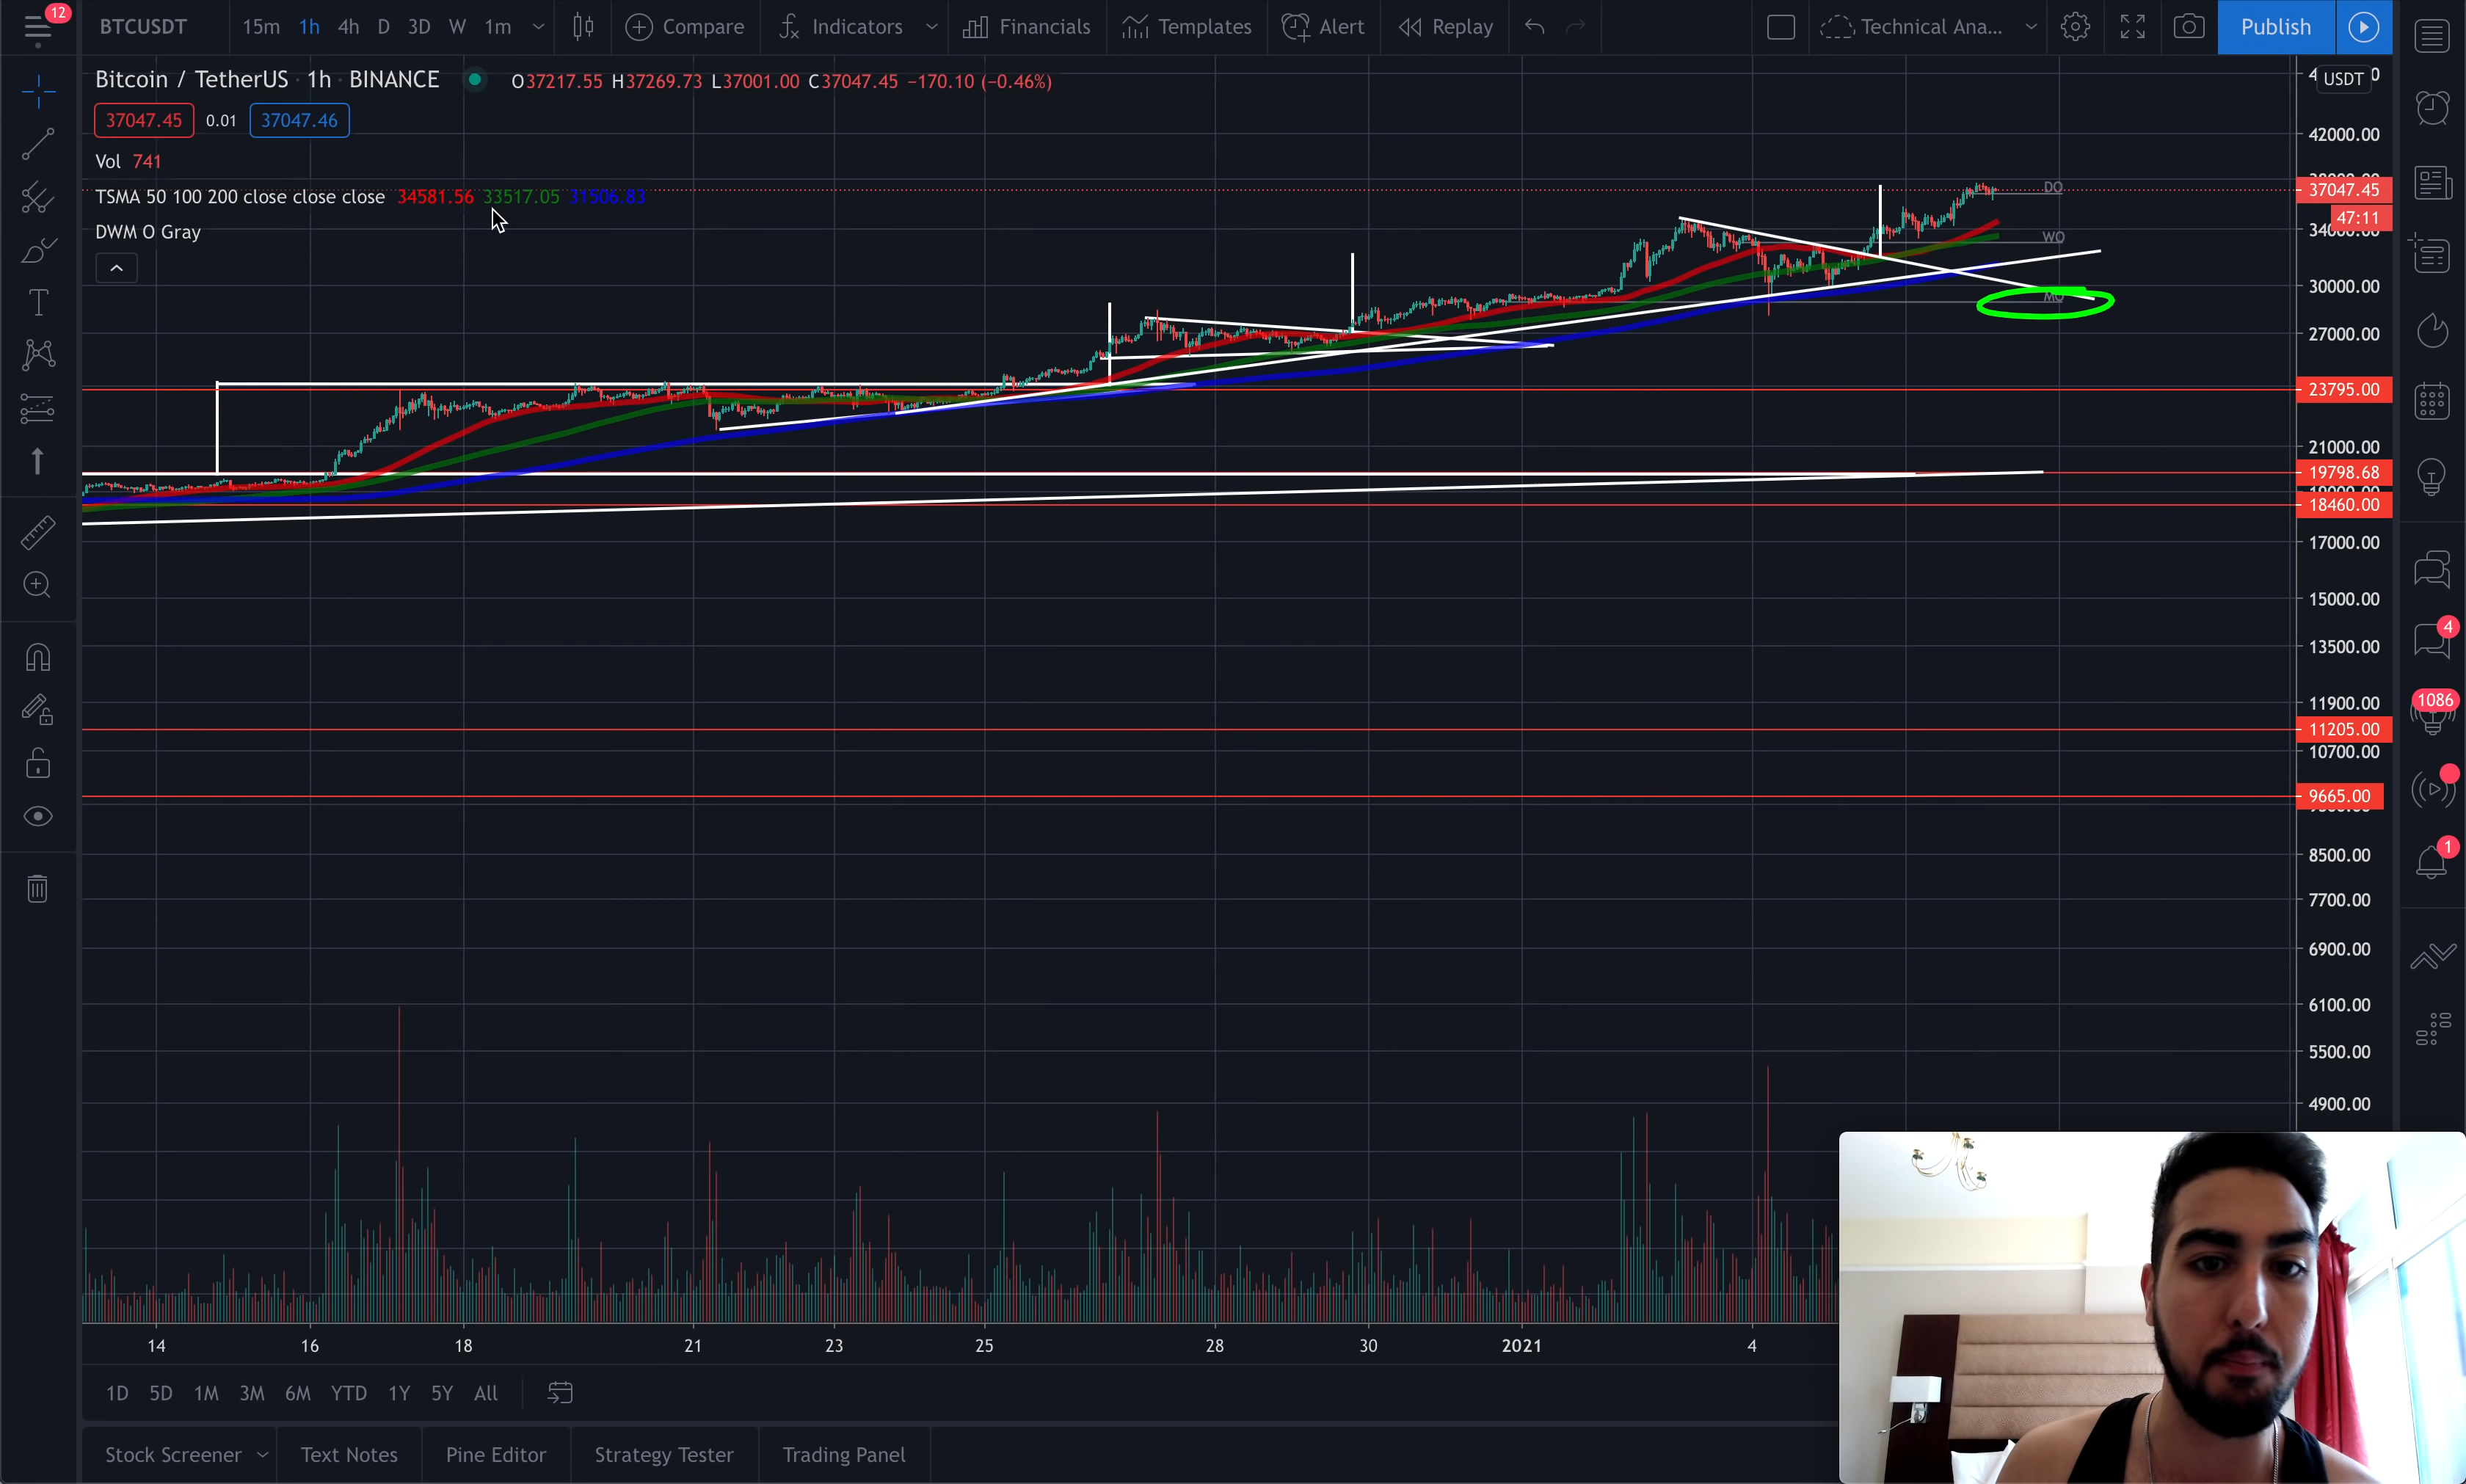 12
BTCUSDT 15m 1h 4h D 3D W 1m Compare Indicators Financials Templates Alert Replay Technical Ana... Publish
Bitcoin / TetherUS · 1h · BINANCE O37217.55 H37269.73 L37001.00 C37047.45 −170.10 (−0.46%)
USDT
37047.45 0.01 37047.46
42000.00
Vol 741
TSMA 50 100 200 close close close 34581.56 33517.05 31506.83
DO
37047.45
47:11
DWM O Gray
WO
MO
30000.00
27000.00
23795.00
21000.00
19798.68
18460.00
17000.00
15000.00
13500.00
4
11900.00
1086
11205.00
10700.00
9665.00
8500.00
1
7700.00
6900.00
6100.00
5500.00
4900.00
14 16 18 21 23 25 28 30 2021 4
1D 5D 1M 3M 6M YTD 1Y 5Y All
Stock Screener Text Notes Pine Editor Strategy Tester Trading Panel